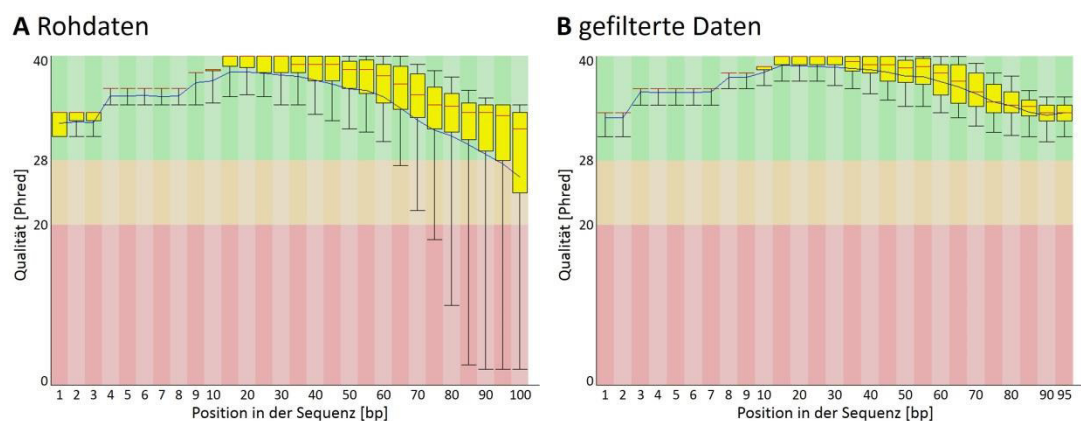 A Rohdaten
40
28
20
0
Qualität [Phred]
1 2 3 4 5 6 7 8 9 10 20 30 40 50 60 70 80 90 100
Position in der Sequenz [bp]
B gefilterte Daten
40
28
20
0
Qualität [Phred]
1 2 3 4 5 6 7 8 9 10 20 30 40 50 60 70 80 90 95
Position in der Sequenz [bp]